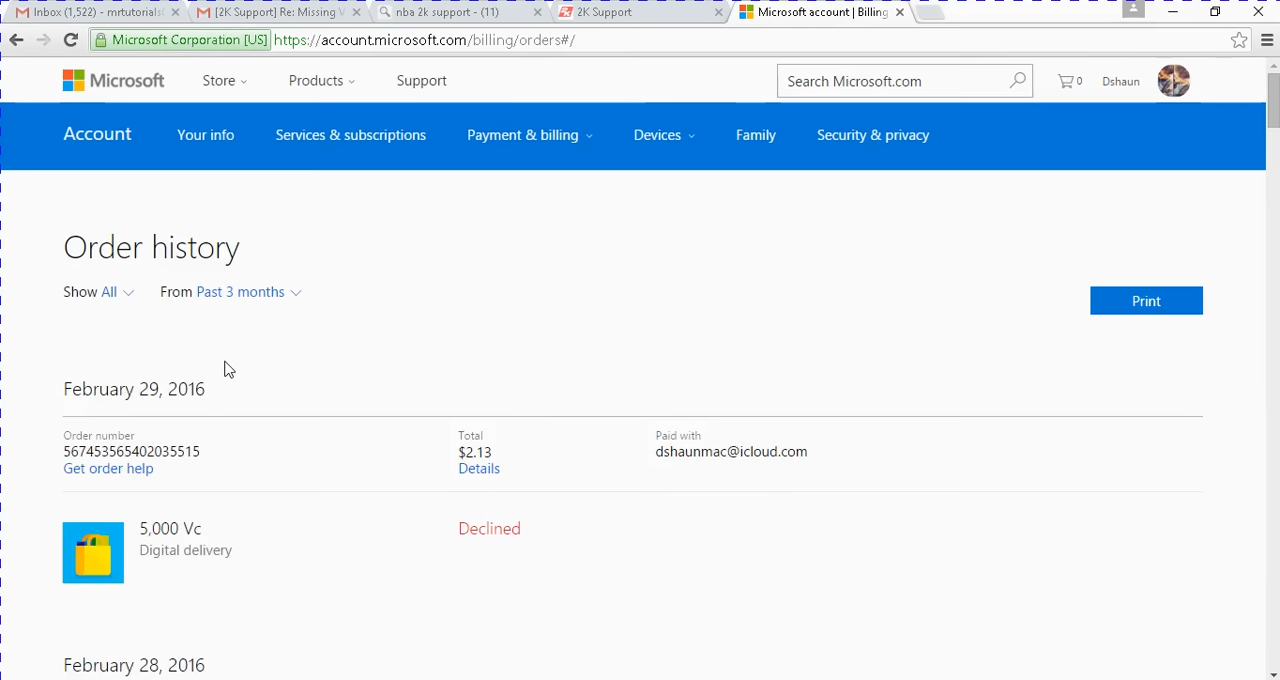 Inbox (1,522) - mrtutorials
[2K Support] Re: Missing V
nba 2k support - (11)
2K Support
Microsoft account | Billing
Microsoft Corporation [US] https://account.microsoft.com/billing/orders#/
Microsoft Store Products Support Search Microsoft.com 0 Dshaun
Account Your info Services & subscriptions Payment & billing Devices Family Security & privacy
Order history
Show All From Past 3 months
Print
February 29, 2016
Order number Total Paid with
567453565402035515 $2.13 dshaunmac@icloud.com
Get order help Details
5,000 Vc Declined
Digital delivery
February 28, 2016